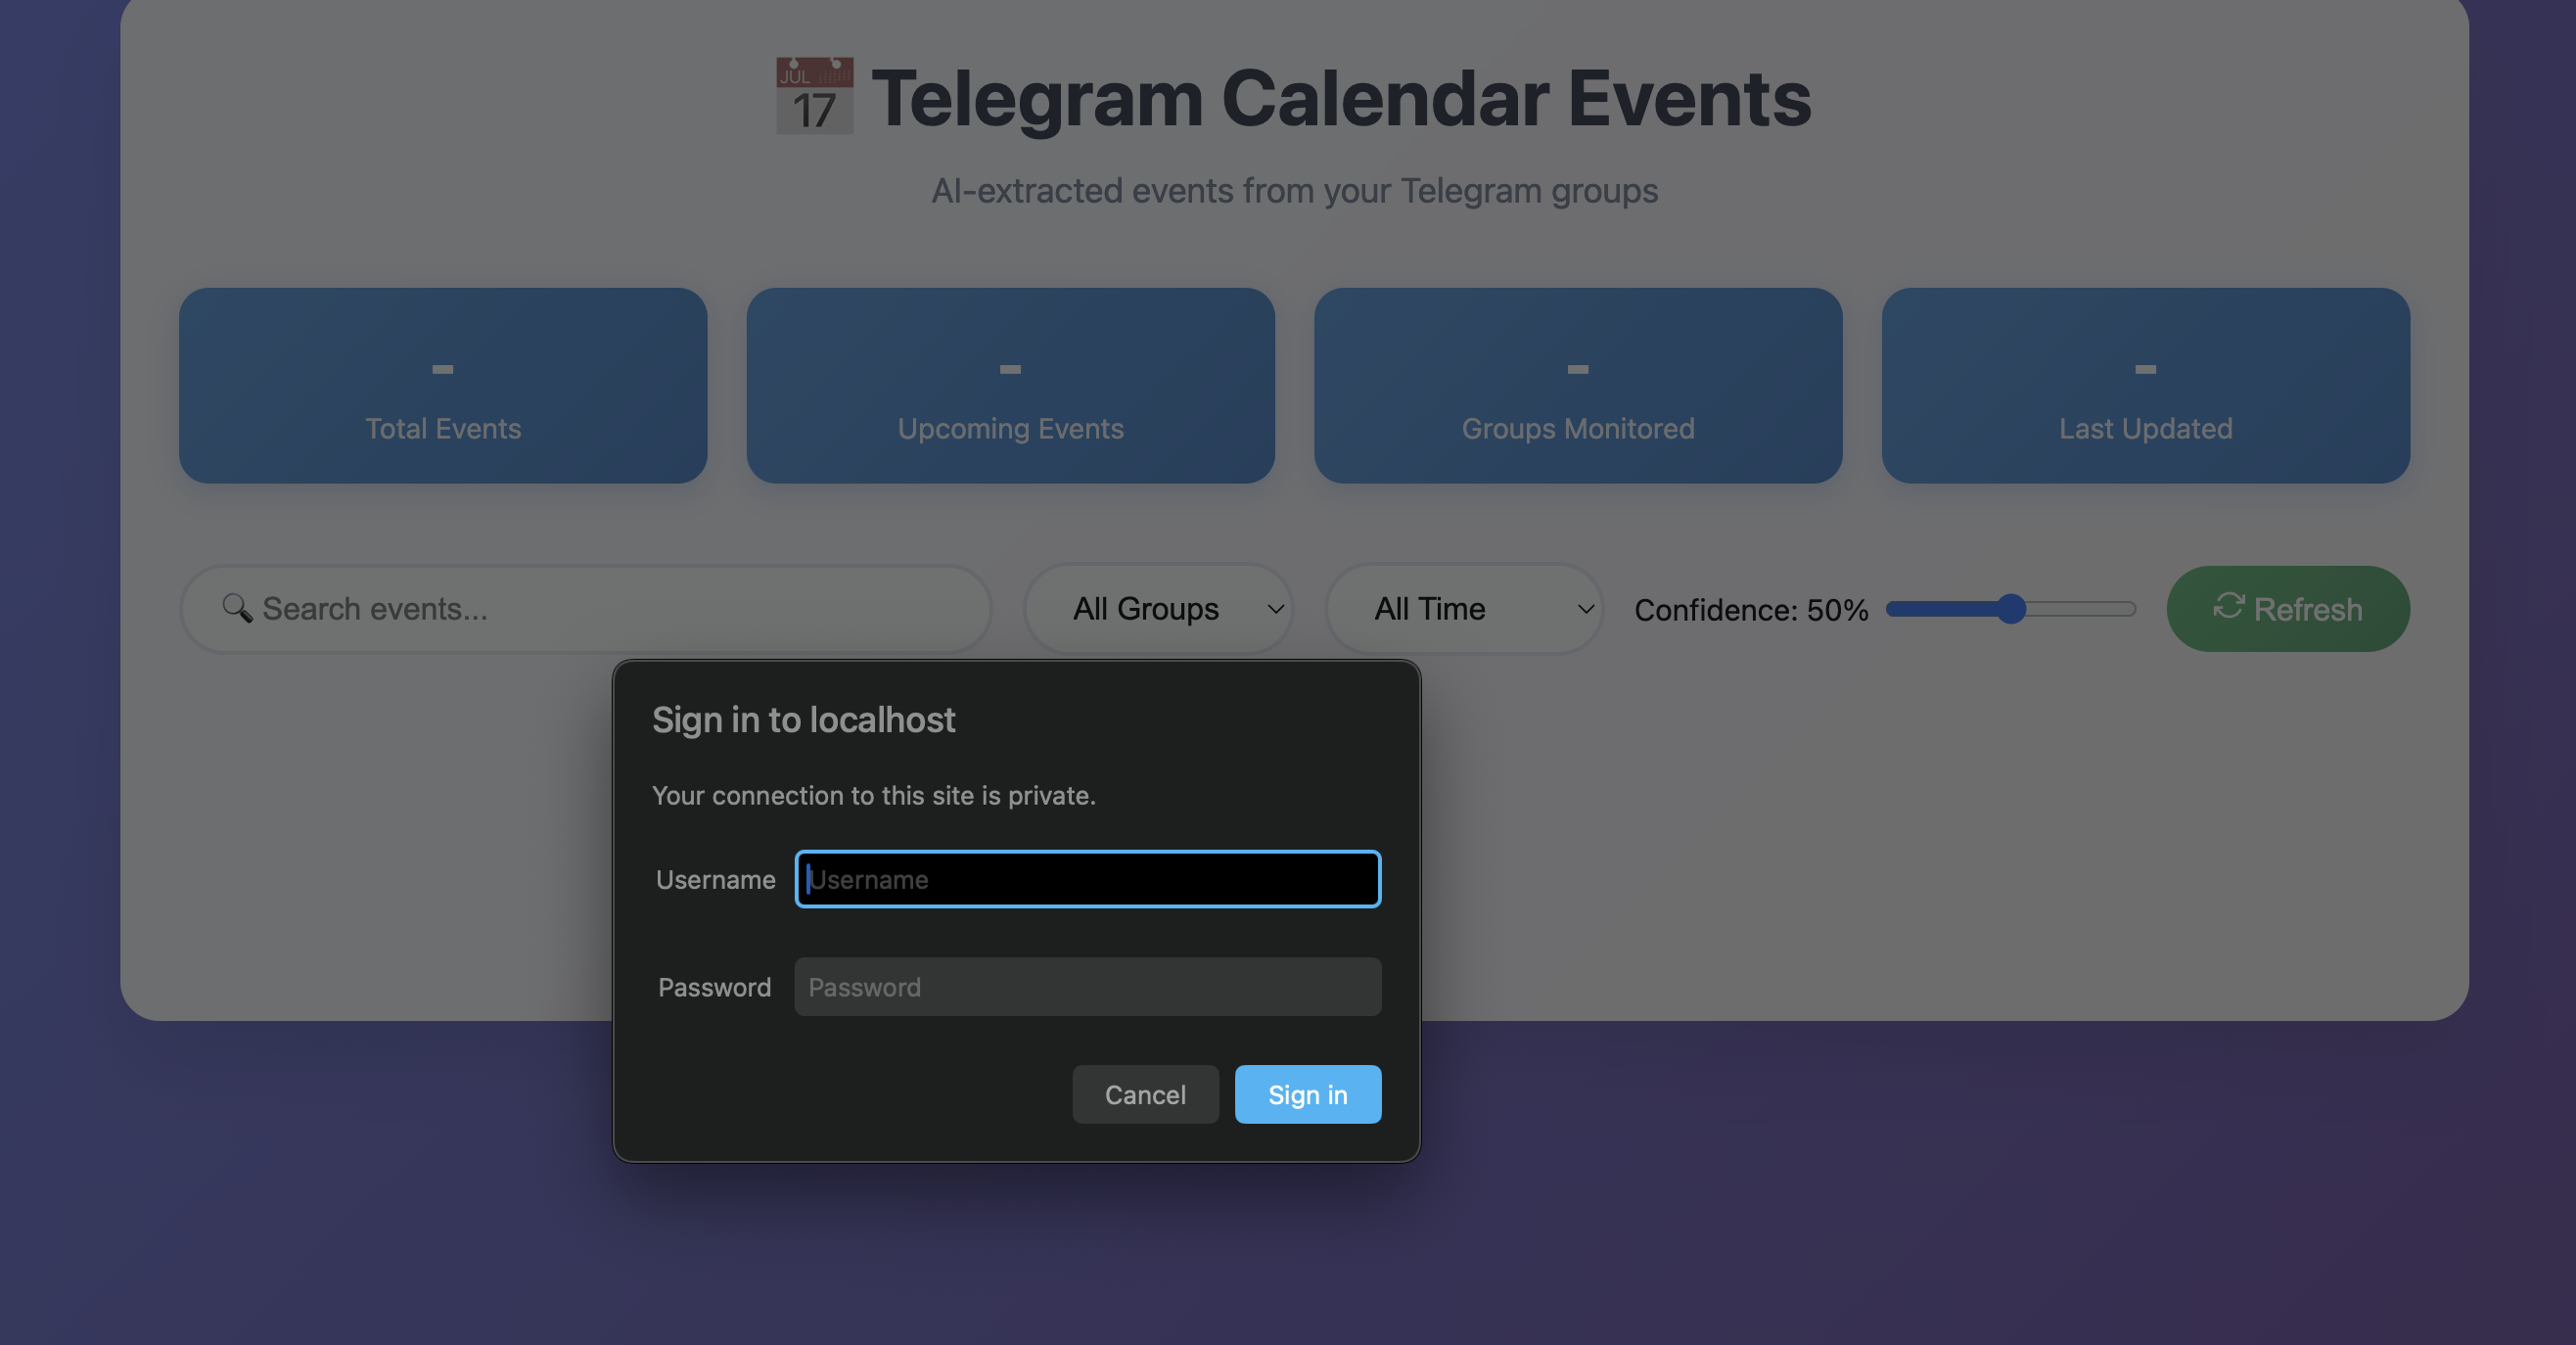 JUL
17
Telegram Calendar Events
AI-extracted events from your Telegram groups
-
Total Events
-
Upcoming Events
-
Groups Monitored
-
Last Updated
Search events...
All Groups
All Time
Confidence: 50%
Refresh
Sign in to localhost
Your connection to this site is private.
Username
Username
Password
Password
Cancel
Sign in